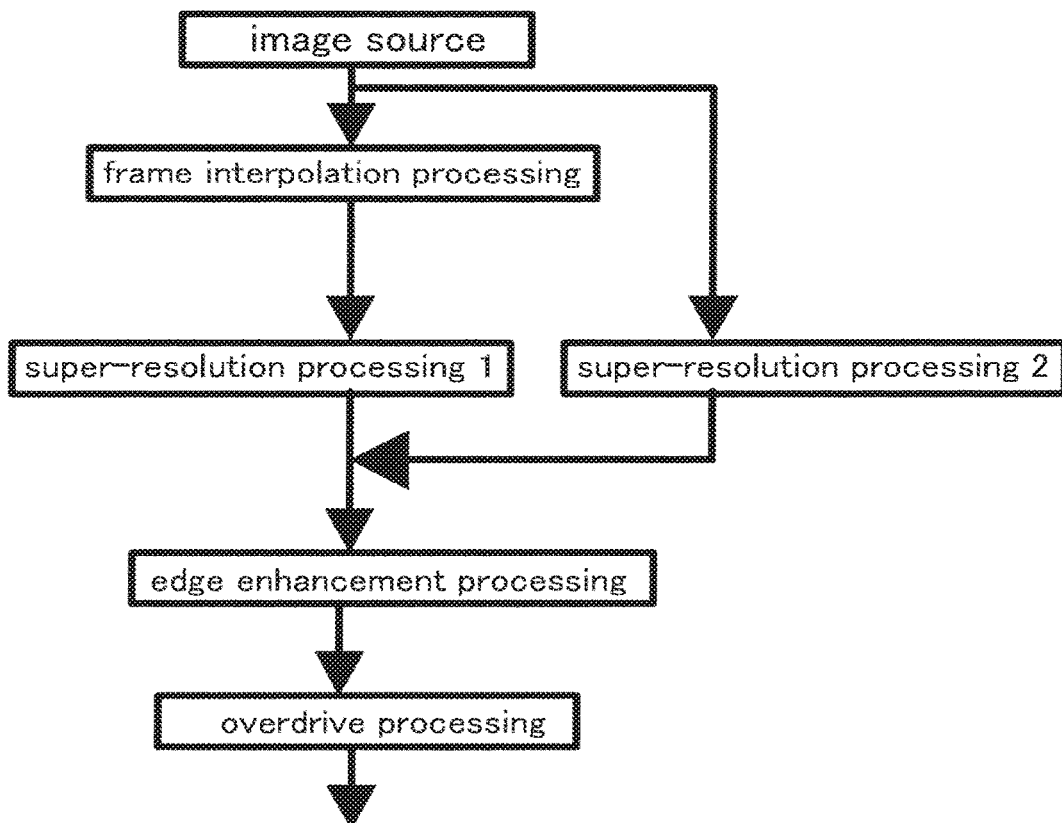 image source
frame interpolation processing
super-resolution processing 1
super-resolution processing 2
edge enhancement processing
overdrive processing